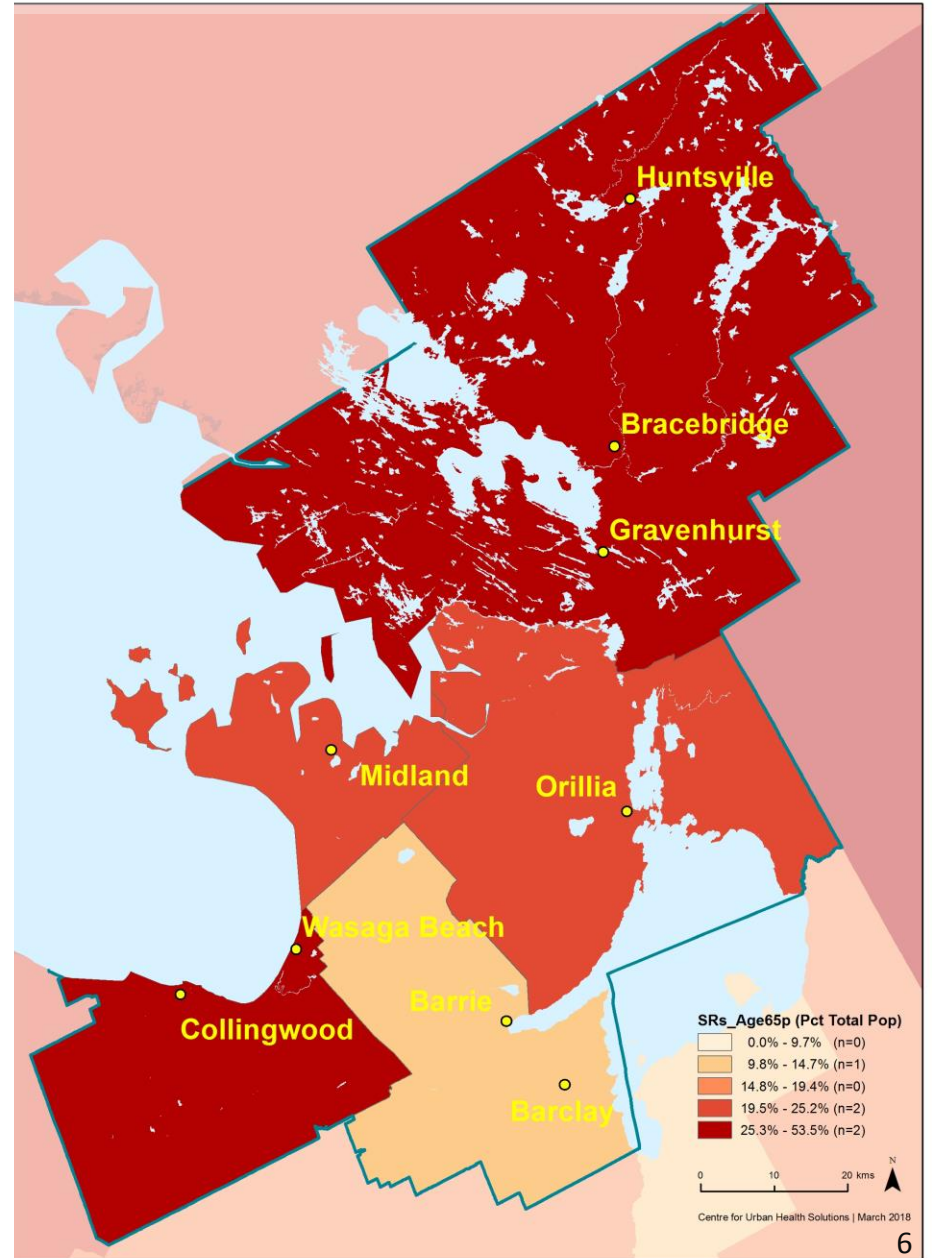 Huntsville
Bracebridge
Gravenhurst
Midland
Orillia
Wasaga Beach
Collingwood
Barrie
Barclay
SRs_Age65p (Pct Total Pop)
0.0% - 9.7% (n=0)
9.8% - 14.7% (n=1)
14.8% - 19.4% (n=0)
19.5% - 25.2% (n=2)
25.3% - 53.5% (n=2)
N
0 10 20 kms
Centre for Urban Health Solutions | March 2018
6